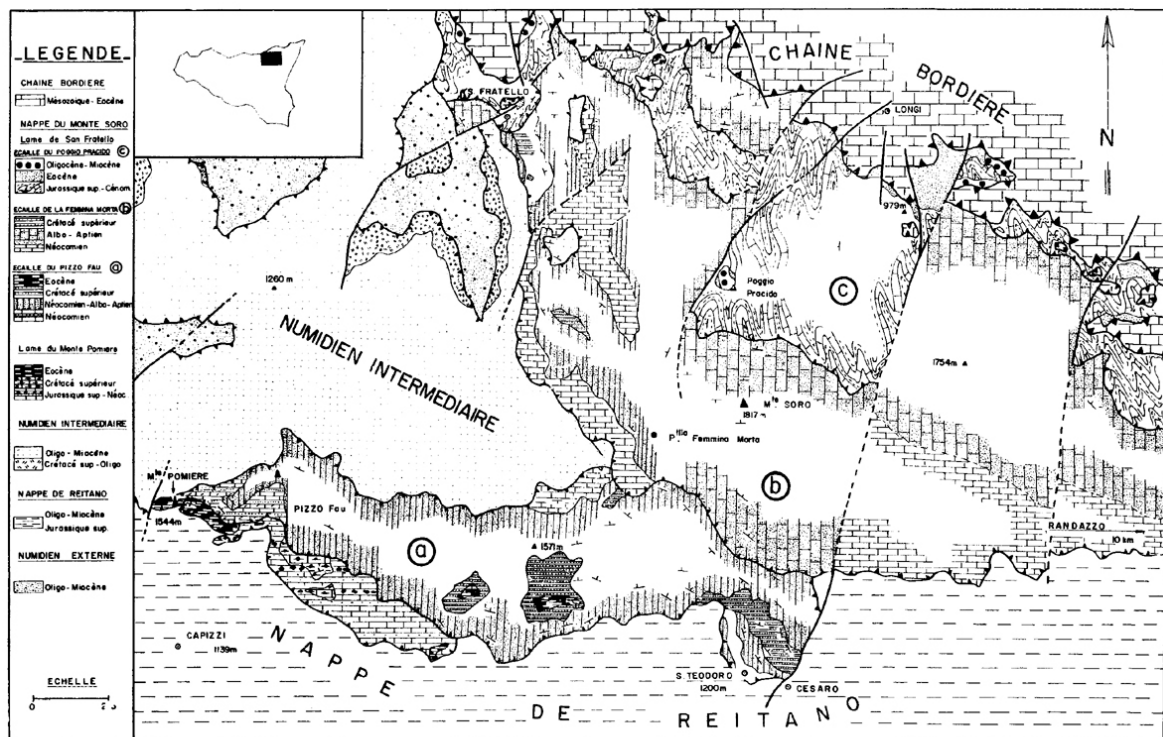 LEGENDE
CHAINE BORDIERE
Mésozoique-Eocène
NAPPE DU MONTE SORO
Lame de San Fratello
ECAILLE DU POGGIO PRACIDO c
Oligocène-Miocène
Eocène
Jurassique sup.-Cénom.
ECAILLE DE LA FEMMINA MORTA b
Crétacé supérieur
Albo-Aptien
Néocomien
ECAILLE DU PIZZO FAU a
Eocène
Crétacé supérieur
Néocomien-Albo-Aptien
Néocomien
Lame du Monte Pomiere
Eocène
Crétacé supérieur
Jurassique sup-Néoc.
NUMIDIEN INTERMEDIAIRE
Oligo-Miocène
Crétacé sup-Oligo
NAPPE DE REITANO
Oligo-Miocène
Jurassique sup.
NUMIDIEN EXTERNE
Oligo-Miocène
ECHELLE
0
CHAINE BORDIERE
N
S. FRATELLO
LONGI
979m
1260 m
Poggio
Pracido
c
NUMIDIEN INTERMEDIAIRE
1754m
Mte SORO
1817 m
Plla Femmina Morta
b
Mte POMIERE
1544m
PIZZO Fau
a
1571m
RANDAZZO
10 km
CAPIZZI
1139m
S. TEODORO
1200m
CESARO
NAPPE DE REITANO